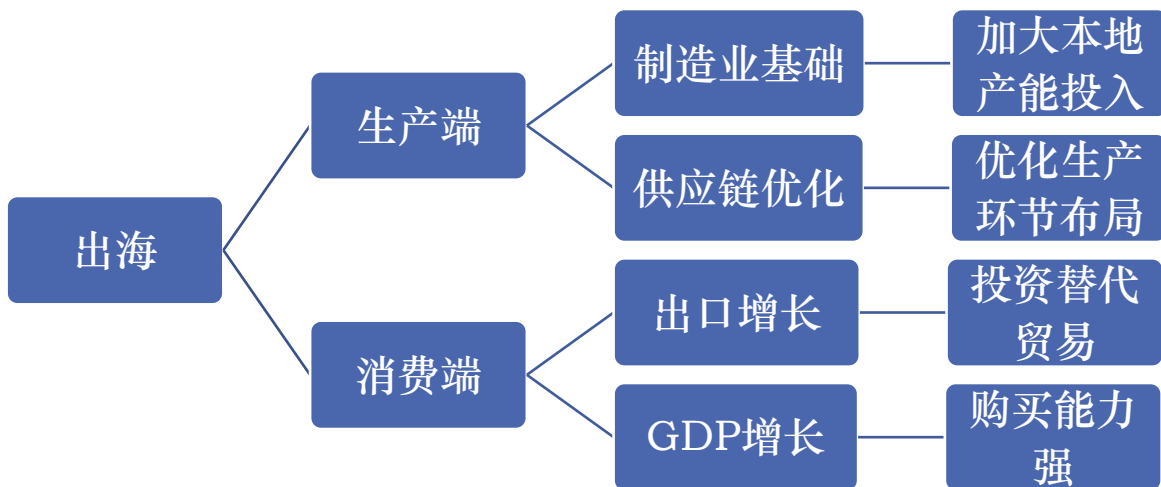 出海
生产端
消费端
制造业基础
供应链优化
出口增长
GDP增长
加大本地
产能投入
优化生产
环节布局
投资替代
贸易
购买能力
强